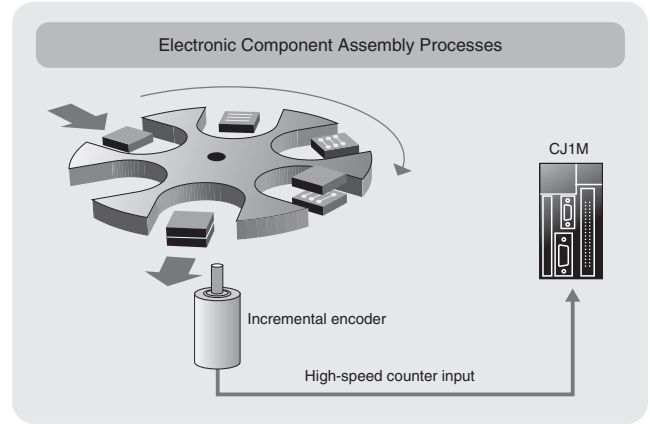 Electronic Component Assembly Processes
CJ1M
Incremental encoder
High-speed counter input